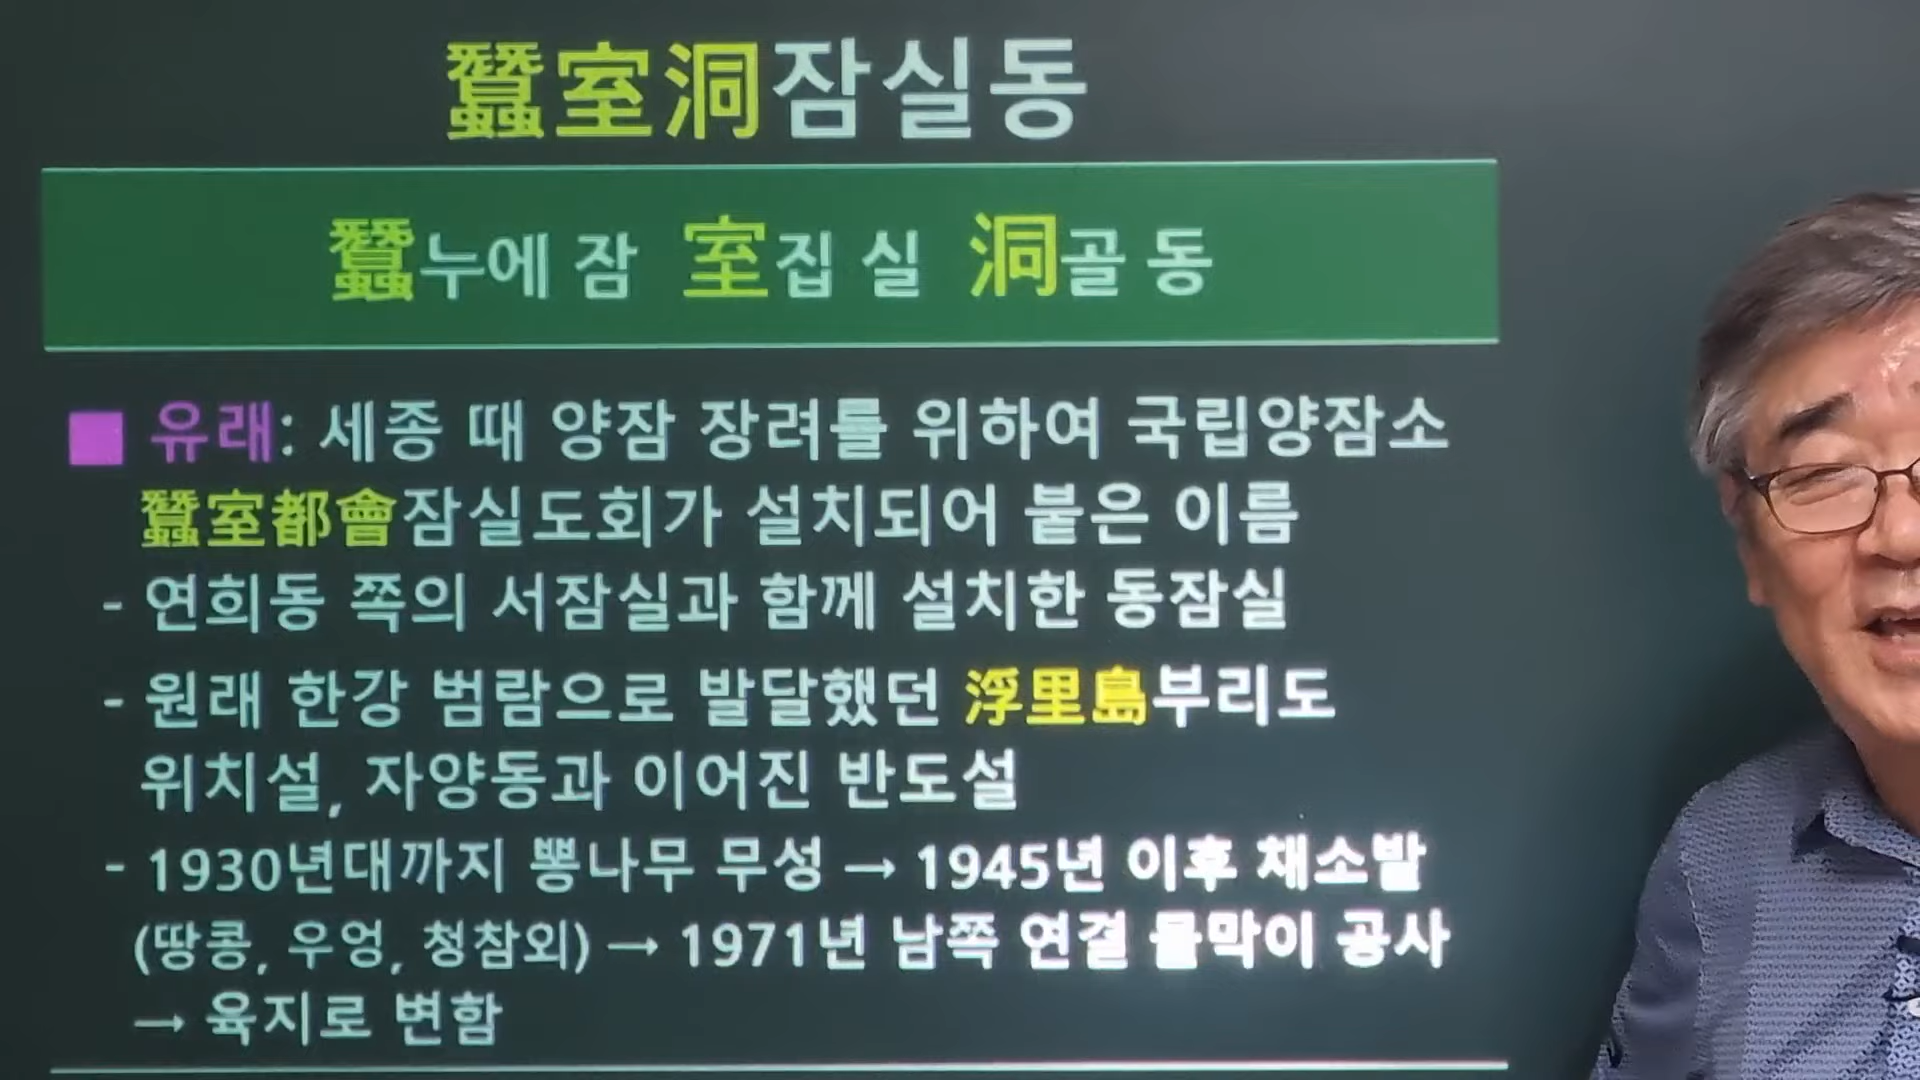 蠶室洞잠실동
蠶누에 잠 室집 실 洞골 동
■ 유래: 세종 때 양잠 장려를 위하여 국립양잠소
蠶室都會잠실도회가 설치되어 붙은 이름
- 연희동 쪽의 서잠실과 함께 설치한 동잠실
- 원래 한강 범람으로 발달했던 浮里島부리도
위치설, 자양동과 이어진 반도설
- 1930년대까지 뽕나무 무성 → 1945년 이후 채소밭
(땅콩, 우엉, 청참외) → 1971년 남쪽 연결 물막이 공사
→ 육지로 변함